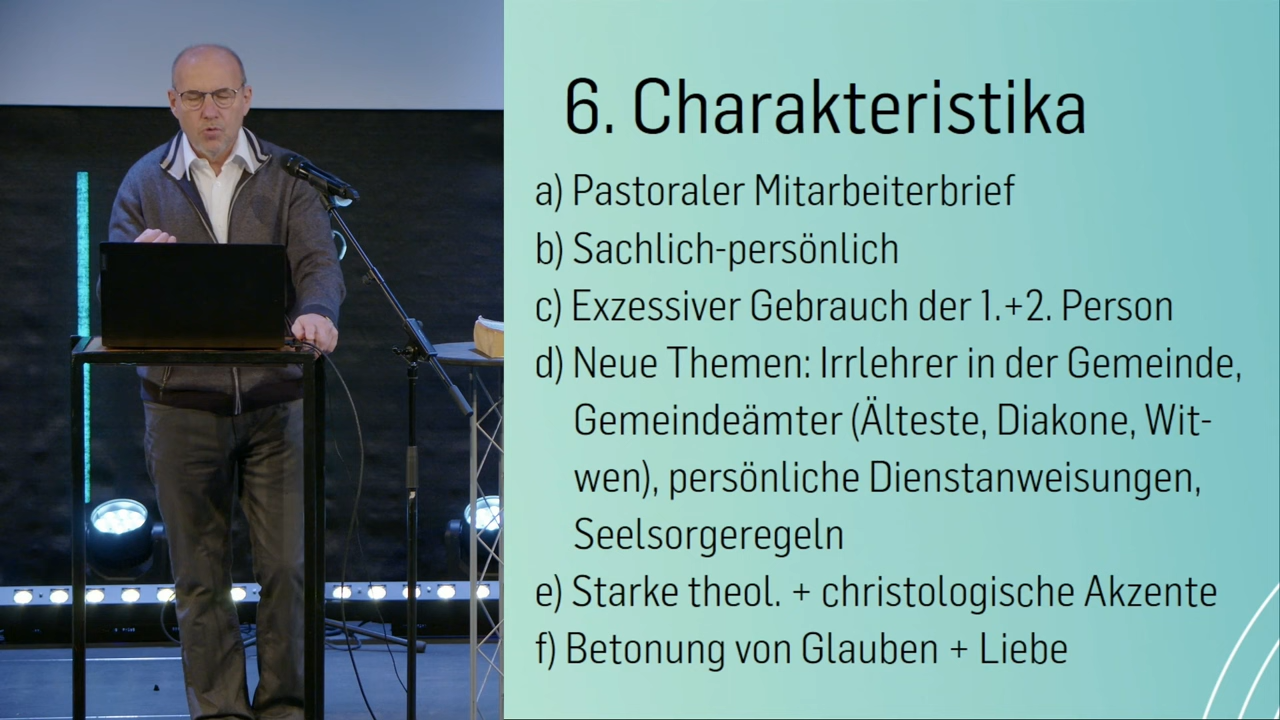 6. Charakteristika
a) Pastoraler Mitarbeiterbrief
b) Sachlich-persönlich
c) Exzessiver Gebrauch der 1.+2. Person
d) Neue Themen: Irrlehrer in der Gemeinde,
Gemeindeämter (Älteste, Diakone, Wit-
wen), persönliche Dienstanweisungen,
Seelsorgeregeln
e) Starke theol. + christologische Akzente
f) Betonung von Glauben + Liebe